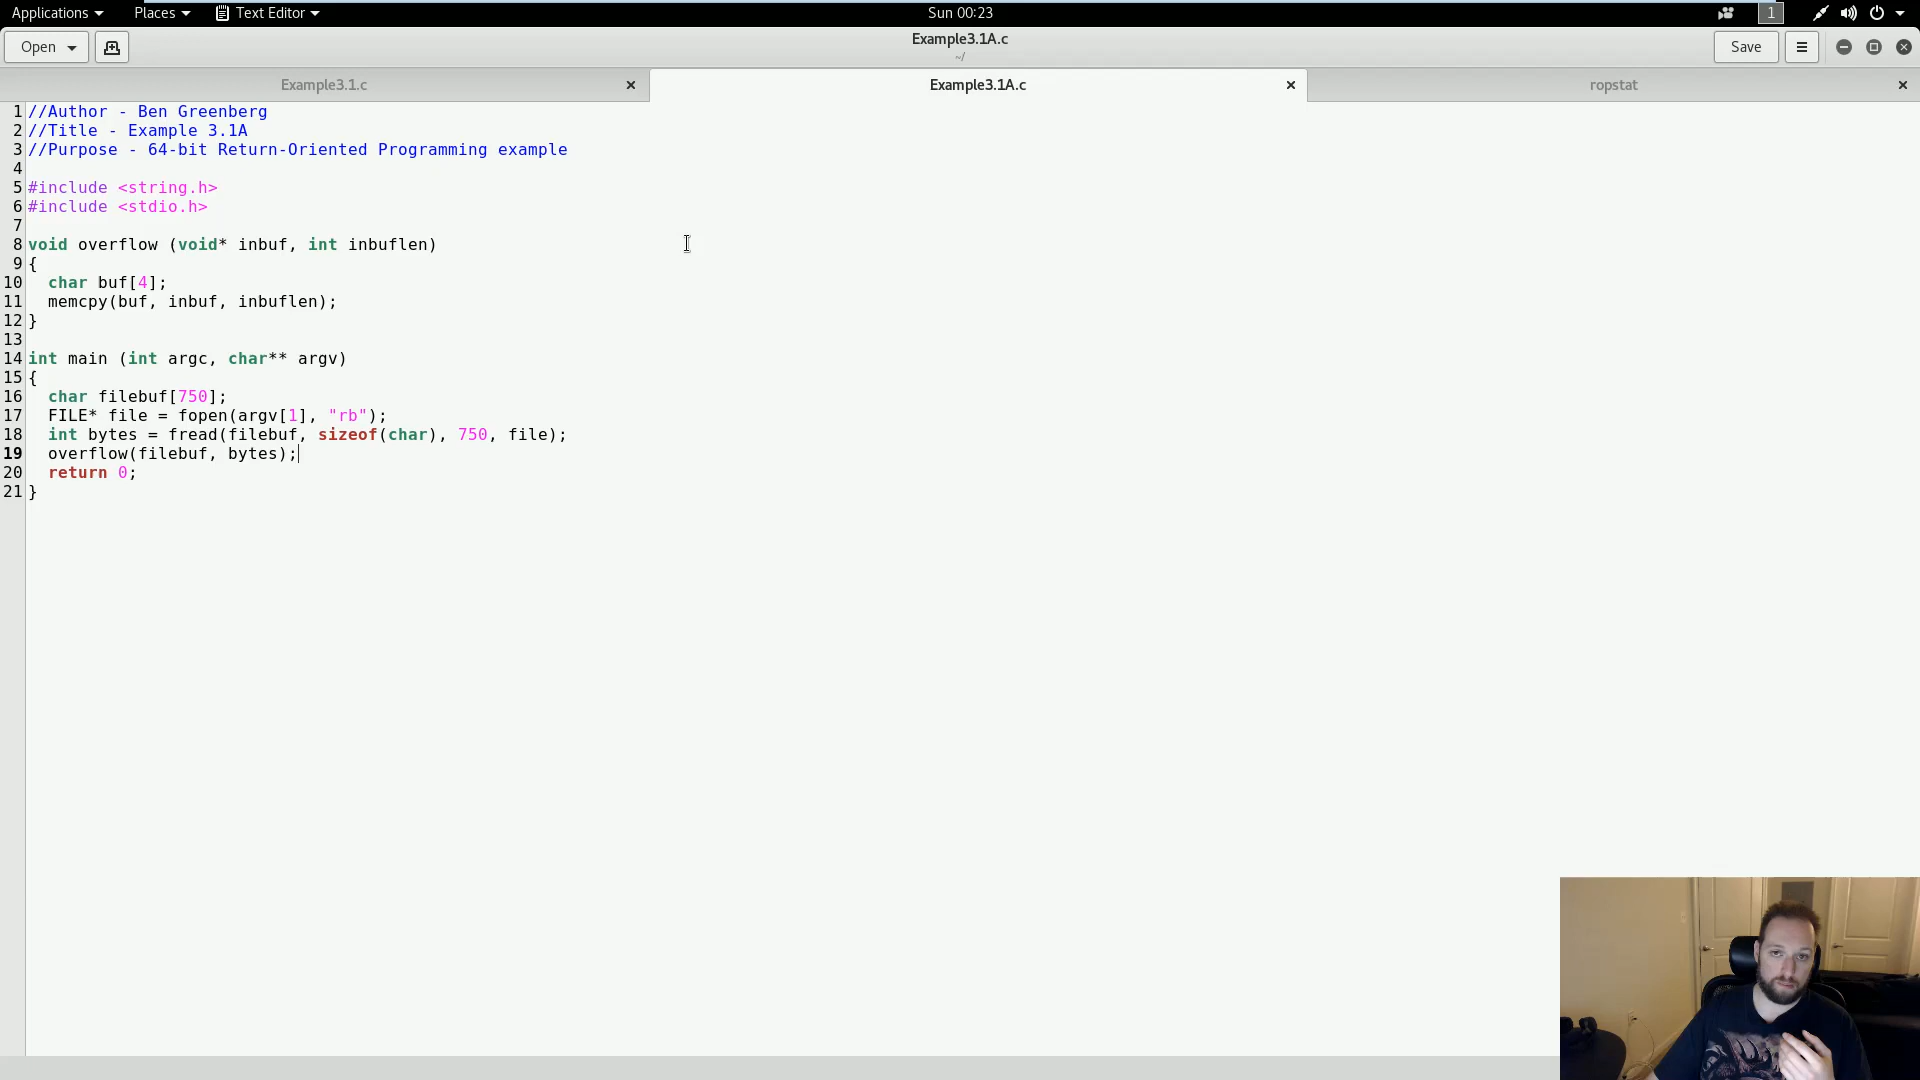 Applications Places Text Editor Sun 00:23 1
Open Example3.1A.c Save
~/
Example3.1.c Example3.1A.c ropstat
1 //Author - Ben Greenberg
2 //Title - Example 3.1A
3 //Purpose - 64-bit Return-Oriented Programming example
4
5 #include <string.h>
6 #include <stdio.h>
7
8 void overflow (void* inbuf, int inbuflen)
9 {
10   char buf[4];
11   memcpy(buf, inbuf, inbuflen);
12 }
13
14 int main (int argc, char** argv)
15 {
16   char filebuf[750];
17   FILE* file = fopen(argv[1], "rb");
18   int bytes = fread(filebuf, sizeof(char), 750, file);
19   overflow(filebuf, bytes);
20   return 0;
21 }